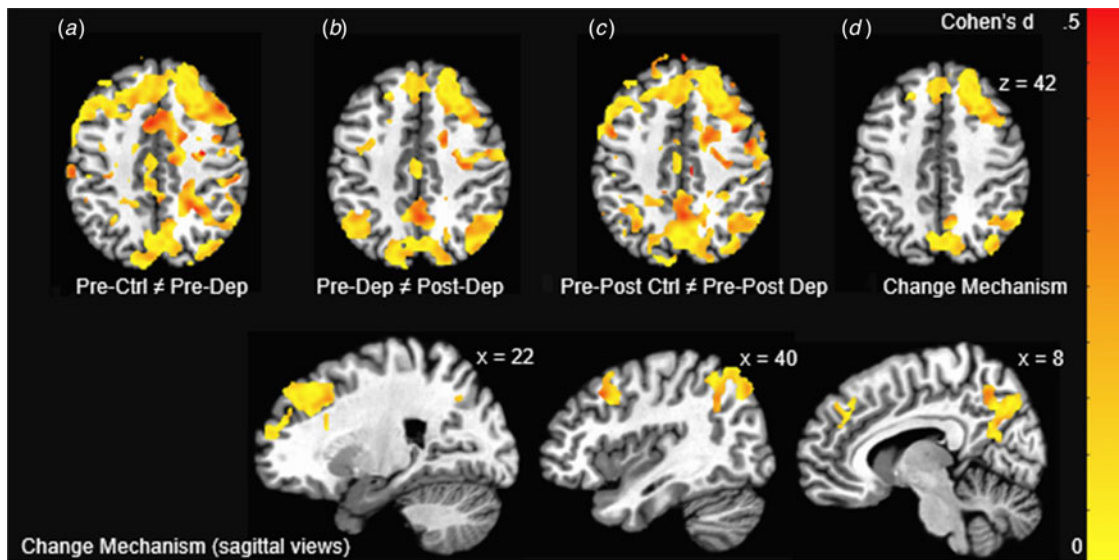 (a) (b) (c) (d) Cohen's d .5
z = 42
Pre-Ctrl ≠ Pre-Dep Pre-Dep ≠ Post-Dep Pre-Post Ctrl ≠ Pre-Post Dep Change Mechanism
x = 22 x = 40 x = 8
Change Mechanism (sagittal views) 0